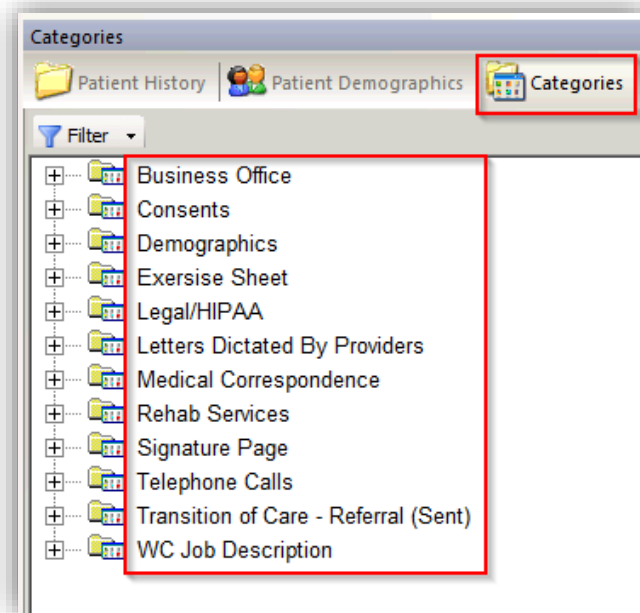 Categories
Patient History Patient Demographics Categories
Filter
Business Office
Consents
Demographics
Exersise Sheet
Legal/HIPAA
Letters Dictated By Providers
Medical Correspondence
Rehab Services
Signature Page
Telephone Calls
Transition of Care - Referral (Sent)
WC Job Description